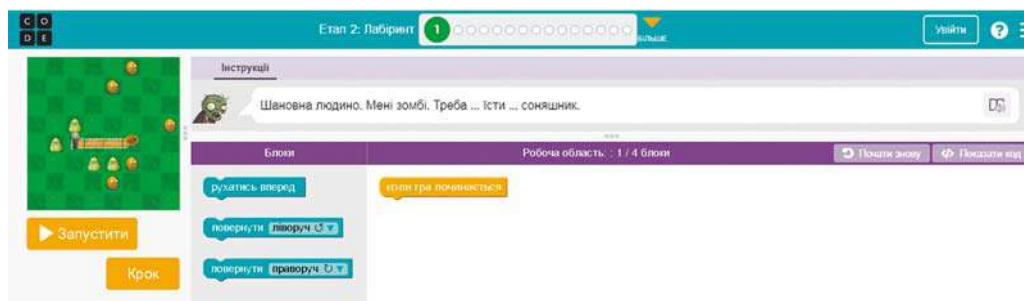 C O
D E
Етап 2: Лабіринт
1
БІЛЬШЕ
Увійти
?
Інструкції
Шановна людино. Мені зомбі. Треба ... їсти ... соняшник.
Блоки
Робоча область: : 1 / 4 блоки
Почати знову
Показати код
рухатись вперед
коли гра починається
повернути ліворуч
повернути праворуч
Запустити
Крок